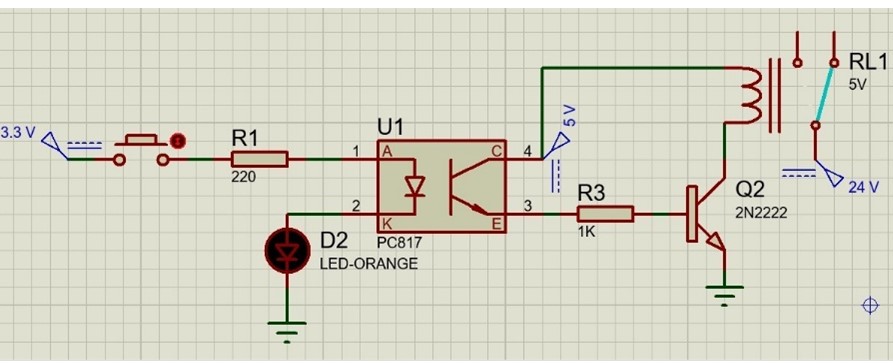 3.3 V
R1
220
1
2
U1
A
K
C
E
PC817
4
3
5 V
D2
LED-ORANGE
R3
1K
Q2
2N2222
RL1
5V
24 V